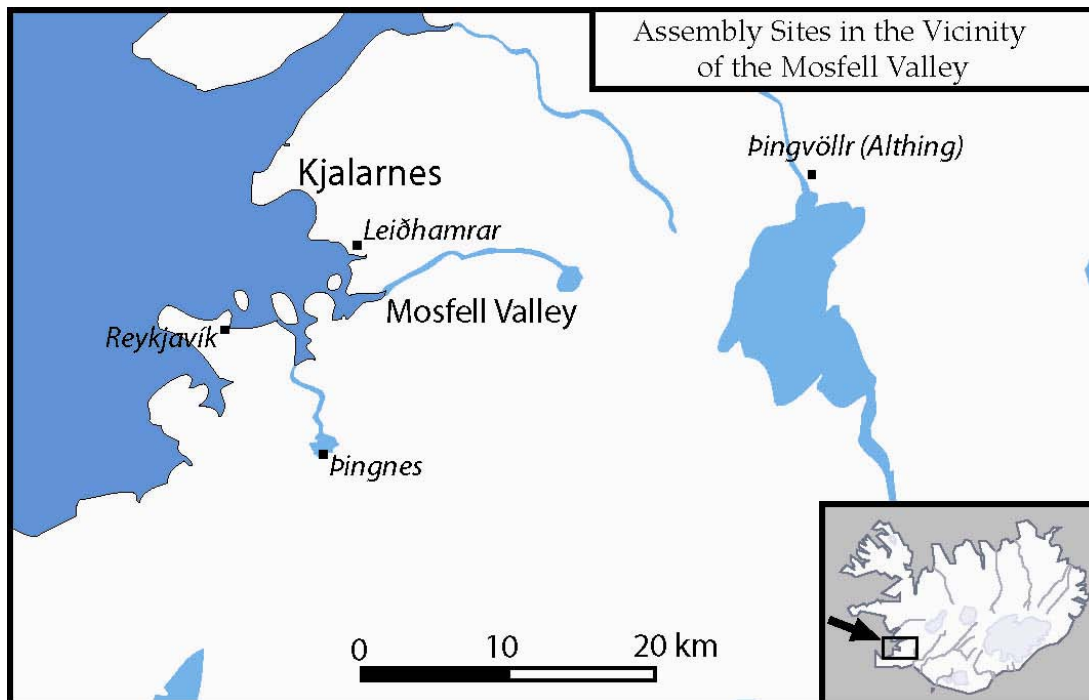 Assembly Sites in the Vicinity
of the Mosfell Valley
Þingvöllr (Althing)
Kjalarnes
Leiðhamrar
Mosfell Valley
Reykjavík
Þingnes
0 10 20 km